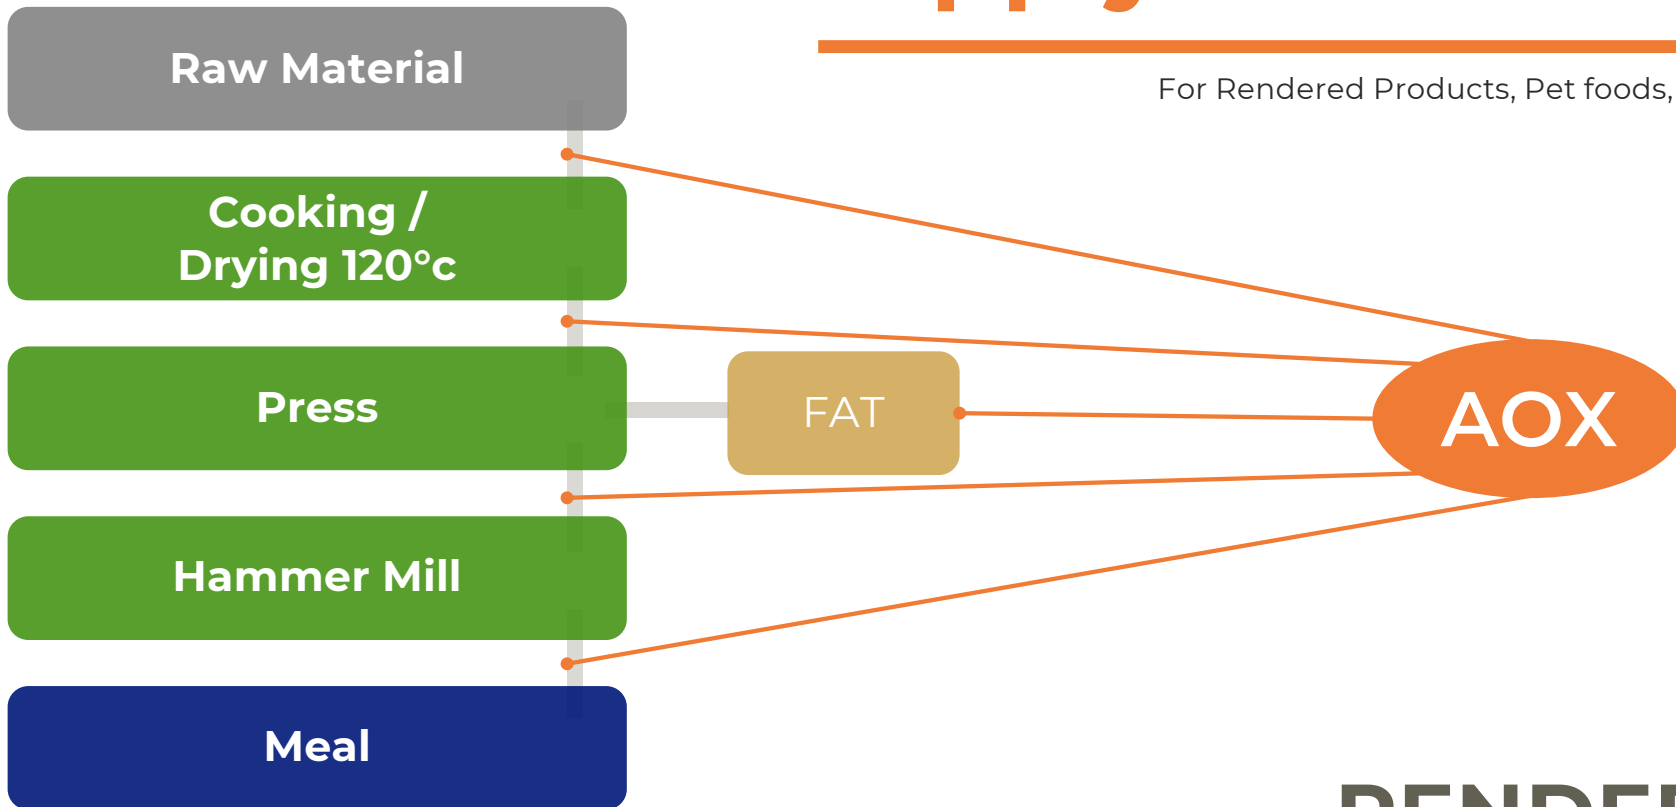 Raw Material
For Rendered Products, Pet foods,
Cooking /
Drying 120°c
Press
FAT
AOX
Hammer Mill
Meal